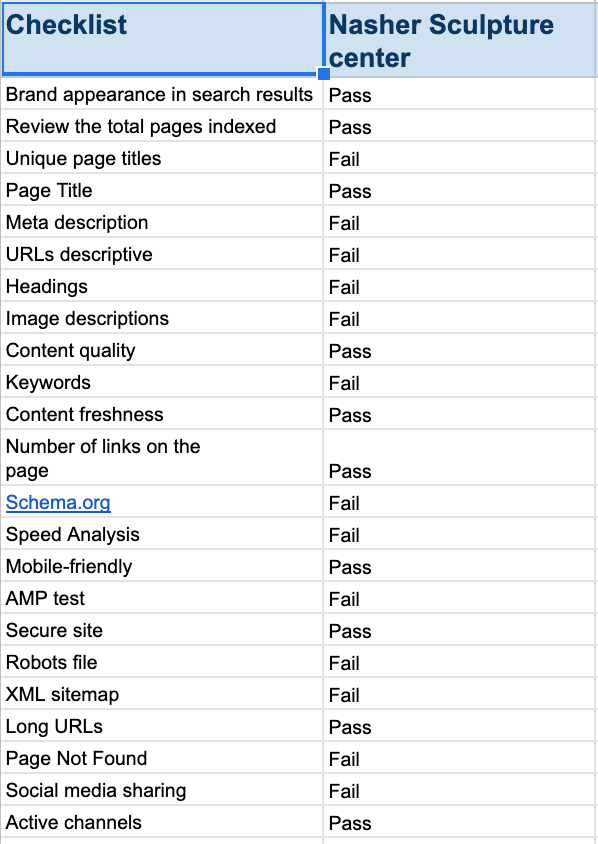 Checklist Nasher Sculpture
center
Brand appearance in search results Pass
Review the total pages indexed Pass
Unique page titles Fail
Page Title Pass
Meta description Fail
URLs descriptive Fail
Headings Fail
Image descriptions Fail
Content quality Pass
Keywords Fail
Content freshness Pass
Number of links on the
page Pass
Schema.org Fail
Speed Analysis Fail
Mobile-friendly Pass
AMP test Fail
Secure site Pass
Robots file Fail
XML sitemap Fail
Long URLs Pass
Page Not Found Fail
Social media sharing Fail
Active channels Pass